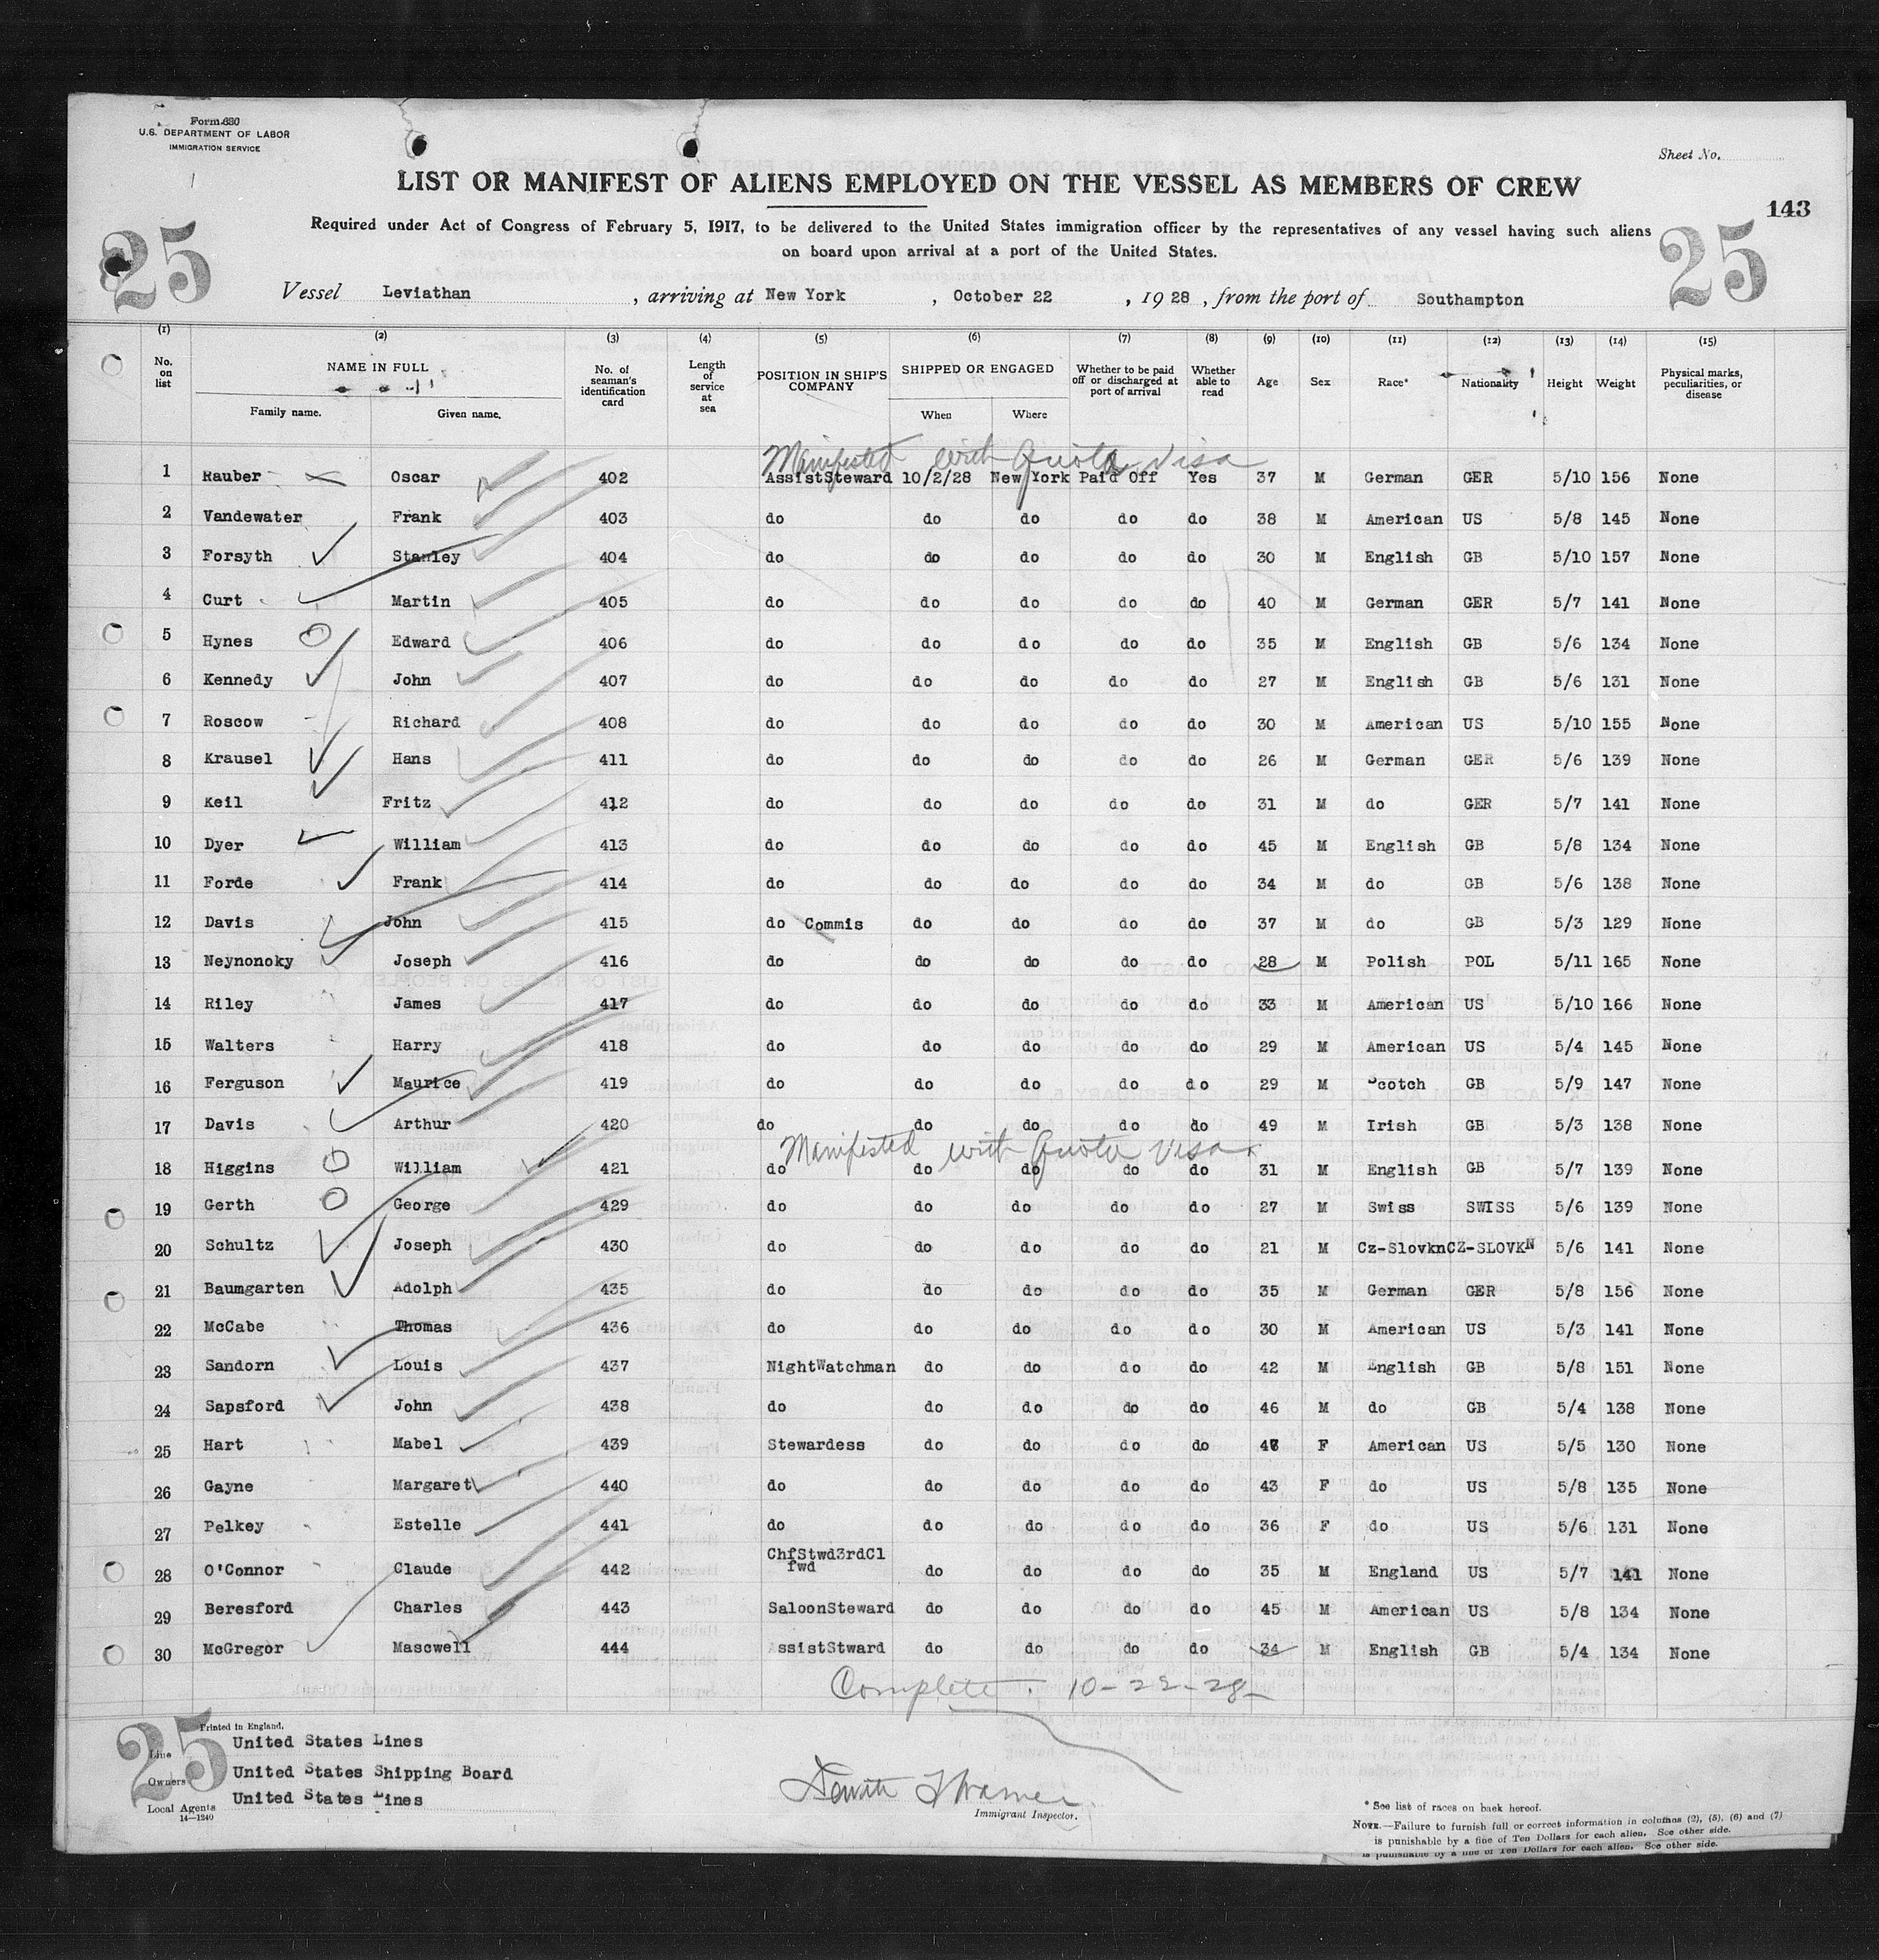 Form 680
U.S. DEPARTMENT OF LABOR
IMMIGRATION SERVICE
Sheet No.
LIST OR MANIFEST OF ALIENS EMPLOYED ON THE VESSEL AS MEMBERS OF CREW
143
25 25
Required under Act of Congress of February 5, 1917, to be delivered to the United States immigration officer by the representatives of any vessel having such aliens
on board upon arrival at a port of the United States.
Vessel Leviathan , arriving at New York , October 22 , 1928 , from the port of Southampton
(1) (2) (3) (4) (5) (6) (7) (8) (9) (10) (11) (12) (13) (14) (15)
No. on list NAME IN FULL Family name. Given name. No. of seaman's identification card Length of service at sea POSITION IN SHIP'S COMPANY SHIPPED OR ENGAGED When Where Whether to be paid off or discharged at port of arrival Whether able to read Age Sex Race* Nationality Height Weight Physical marks, peculiarities, or disease
Manifested with Quota Visa
1 Rauber Oscar 402 AssistSteward 10/2/28 New York Paid Off Yes 37 M German GER 5/10 156 None
2 Vandewater Frank 403 do do do do do 38 M American US 5/8 145 None
3 Forsyth Stanley 404 do do do do do 30 M English GB 5/10 157 None
4 Curt Martin 405 do do do do do 40 M German GER 5/7 141 None
5 Hynes Edward 406 do do do do do 35 M English GB 5/6 134 None
6 Kennedy John 407 do do do do do 27 M English GB 5/6 131 None
7 Roscow Richard 408 do do do do do 30 M American US 5/10 155 None
8 Krausel Hans 411 do do do do do 26 M German GER 5/6 139 None
9 Keil Fritz 412 do do do do do 31 M do GER 5/7 141 None
10 Dyer William 413 do do do do do 45 M English GB 5/8 134 None
11 Forde Frank 414 do do do do do 34 M do GB 5/6 138 None
12 Davis John 415 do Commis do do do do 37 M do GB 5/3 129 None
13 Neynonoky Joseph 416 do do do do do 28 M Polish POL 5/11 165 None
14 Riley James 417 do do do do do 33 M American US 5/10 166 None
15 Walters Harry 418 do do do do do 29 M American US 5/4 145 None
16 Ferguson Maurice 419 do do do do do 29 M Scotch GB 5/9 147 None
17 Davis Arthur 420 do do do do do 49 M Irish GB 5/3 138 None
Manifested with Quota Visa
18 Higgins William 421 do do do do do 31 M English GB 5/7 139 None
19 Gerth George 429 do do do do do 27 M Swiss SWISS 5/6 139 None
20 Schultz Joseph 430 do do do do do 21 M Cz-Slovkn CZ-SLOVKN 5/6 141 None
21 Baumgarten Adolph 435 do do do do do 35 M German GER 5/8 156 None
22 McCabe Thomas 436 do do do do do 30 M American US 5/3 141 None
23 Sandorn Louis 437 NightWatchman do do do do 42 M English GB 5/8 151 None
24 Sapsford John 438 do do do do do 46 M do GB 5/4 138 None
25 Hart Mabel 439 Stewardess do do do do F American US 5/5 130 None
26 Gayne Margaret 440 do do do do do 43 F do US 5/8 135 None
27 Pelkey Estelle 441 do do do do do 36 F do US 5/6 131 None
28 O'Connor Claude 442 ChfStwd3rdCl fwd do do do do 35 M England US 5/7 141 None
29 Beresford Charles 443 SaloonSteward do do do do 45 M American US 5/8 134 None
30 McGregor Mascwell 444 AssistStward do do do do 34 M English GB 5/4 134 None
Complete. 10-22-28
25
Printed in England.
Line United States Lines
Owners United States Shipping Board
Local Agents United States Lines
14—1240
Immigrant Inspector.
* See list of races on back hereof.
NOTE.—Failure to furnish full or correct information in columns (2), (5), (6) and (7)
is punishable by a fine of Ten Dollars for each alien. See other side.
is punishable by a fine of Ten Dollars for each alien. See other side.